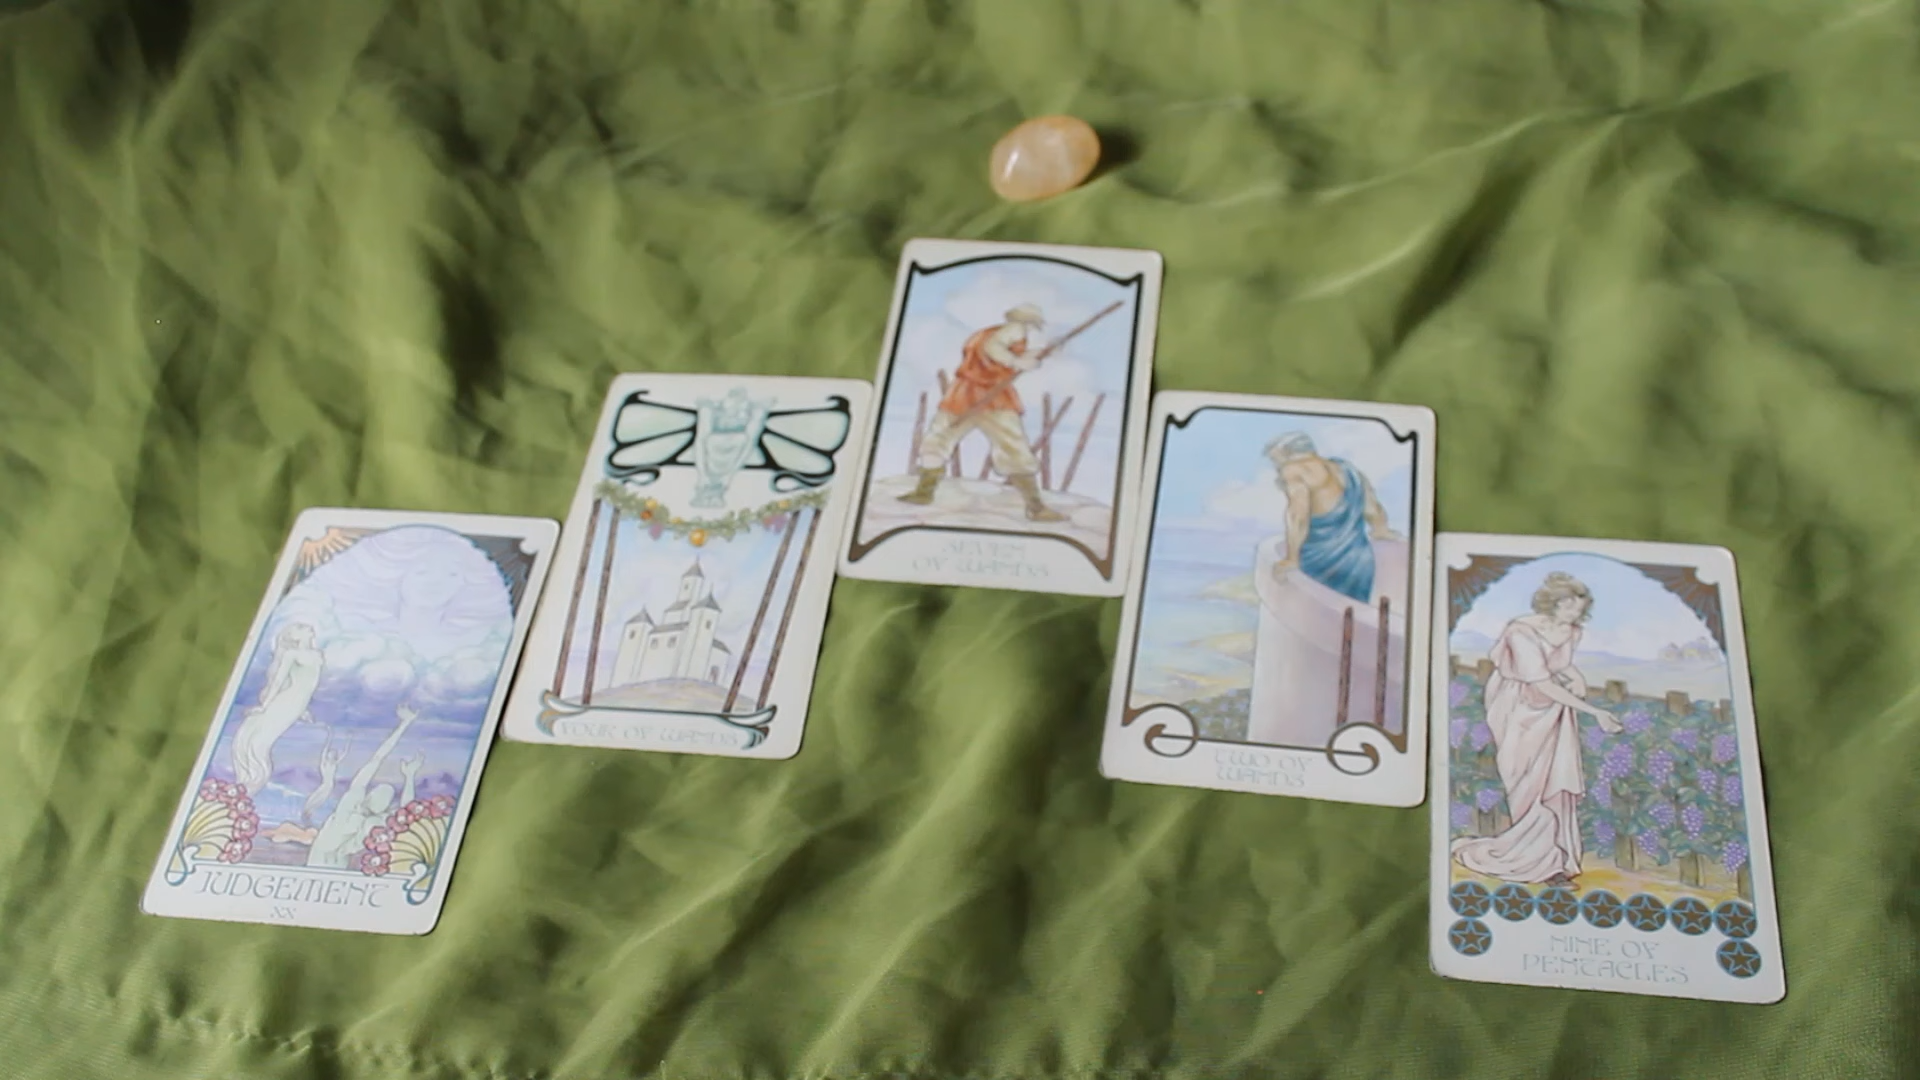 JUDGEMENT
XX
FOUR OF WANDS
SEVEN
OF WANDS
TWO OF
WANDS
NINE OF
PENTACLES